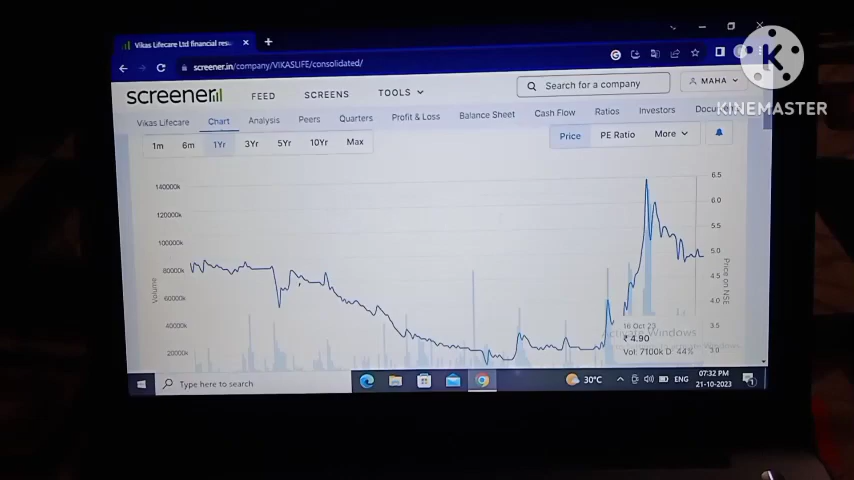 Vikas Lifecare Ltd financial res
screener.in/company/VIKASLIFE/consolidated/
KINEMASTER
screener
FEED
SCREENS
TOOLS
Search for a company
MAHA
Vikas Lifecare
Chart
Analysis
Peers
Quarters
Profit & Loss
Balance Sheet
Cash Flow
Ratios
Investors
Docum
1m
6m
1Yr
3Yr
5Yr
10Yr
Max
Price
PE Ratio
More
140000k
120000k
100000k
80000k
60000k
40000k
20000k
Volume
6.5
6.0
5.5
5.0
4.5
4.0
3.5
3.0
Price on NSE
16 Oct 23
₹ 4.90
Vol: 7100k D 44%
Activate Windows
Type here to search
30°C
ENG
07:32 PM
21-10-2023
1